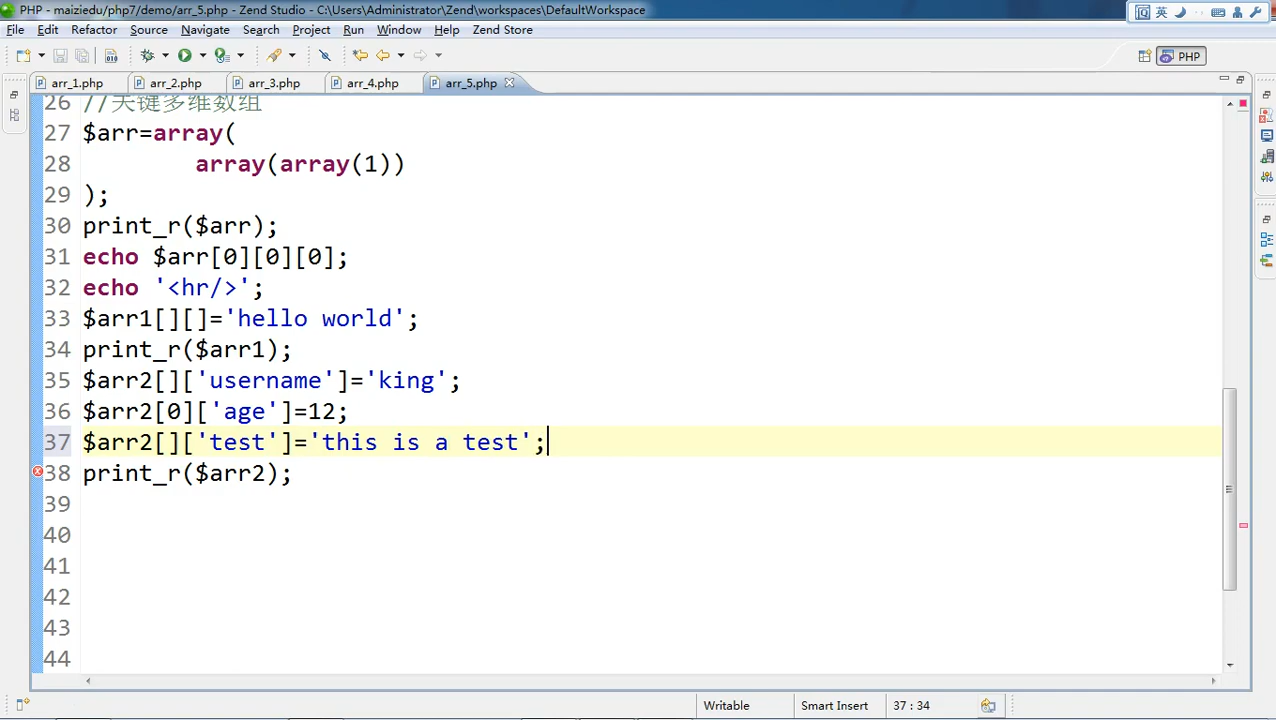 PHP - maiziedu/php7/demo/arr_5.php - Zend Studio - C:\Users\Administrator\Zend\workspaces\DefaultWorkspace
英
File Edit Refactor Source Navigate Search Project Run Window Help Zend Store
PHP
arr_1.php arr_2.php arr_3.php arr_4.php arr_5.php
26 //关键多维数组
27 $arr=array(
28 array(array(1))
29 );
30 print_r($arr);
31 echo $arr[0][0][0];
32 echo '<hr/>';
33 $arr1[][]='hello world';
34 print_r($arr1);
35 $arr2[]['username']='king';
36 $arr2[0]['age']=12;
37 $arr2[]['test']='this is a test';
38 print_r($arr2);
39
40
41
42
43
44
Writable Smart Insert 37 : 34